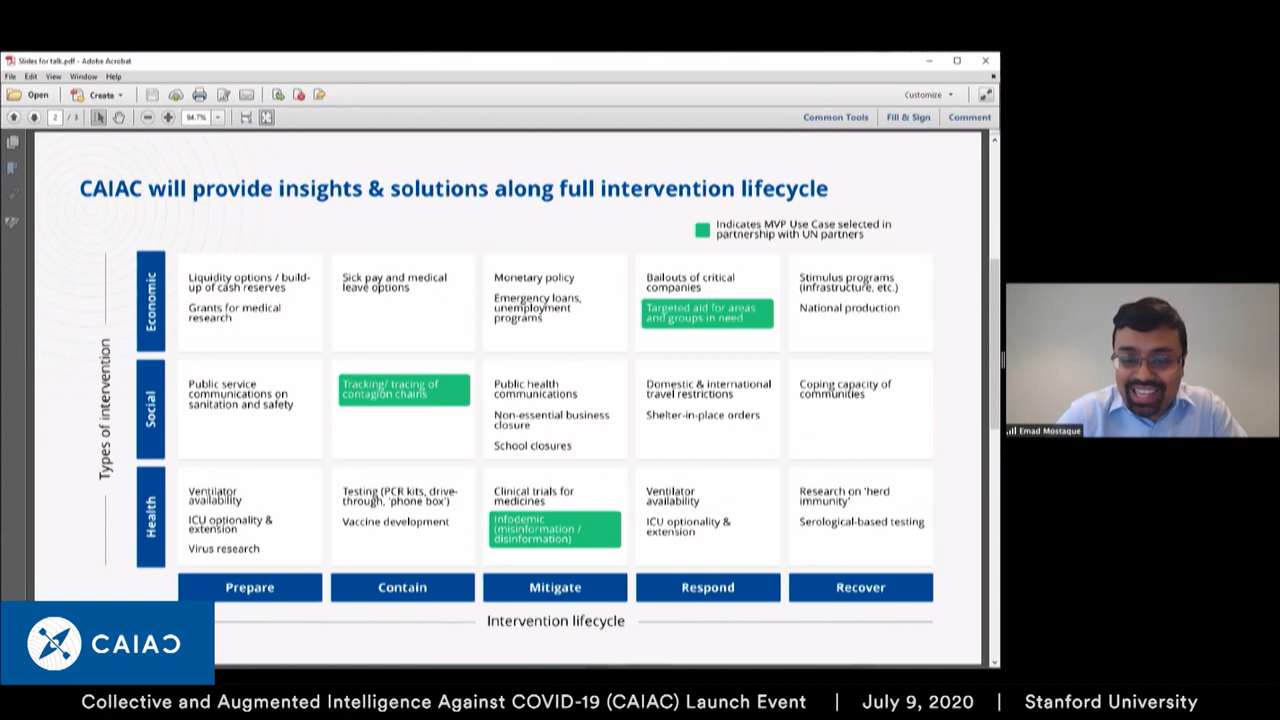 Slides for talk.pdf - Adobe Acrobat
File Edit View Window Help
Open Create Customize
2 / 3 94.7% Common Tools Fill & Sign Comment
CAIAC will provide insights & solutions along full intervention lifecycle
Indicates MVP Use Case selected in
partnership with UN partners
Types of intervention
Economic
Liquidity options / build-
up of cash reserves
Grants for medical
research
Sick pay and medical
leave options
Monetary policy
Emergency loans,
unemployment
programs
Bailouts of critical
companies
Targeted aid for areas
and groups in need
Stimulus programs
(infrastructure, etc.)
National production
Social
Public service
communications on
sanitation and safety
Tracking/ tracing of
contagion chains
Public health
communications
Non-essential business
closure
School closures
Domestic & international
travel restrictions
Shelter-in-place orders
Coping capacity of
communities
Health
Ventilator
availability
ICU optionality &
extension
Virus research
Testing (PCR kits, drive-
through, 'phone box')
Vaccine development
Clinical trials for
medicines
Infodemic
(misinformation /
disinformation)
Ventilator
availability
ICU optionality &
extension
Research on 'herd
immunity'
Serological-based testing
Prepare Contain Mitigate Respond Recover
Intervention lifecycle
Emad Mostaque
CAIAC
Collective and Augmented Intelligence Against COVID-19 (CAIAC) Launch Event | July 9, 2020 | Stanford University